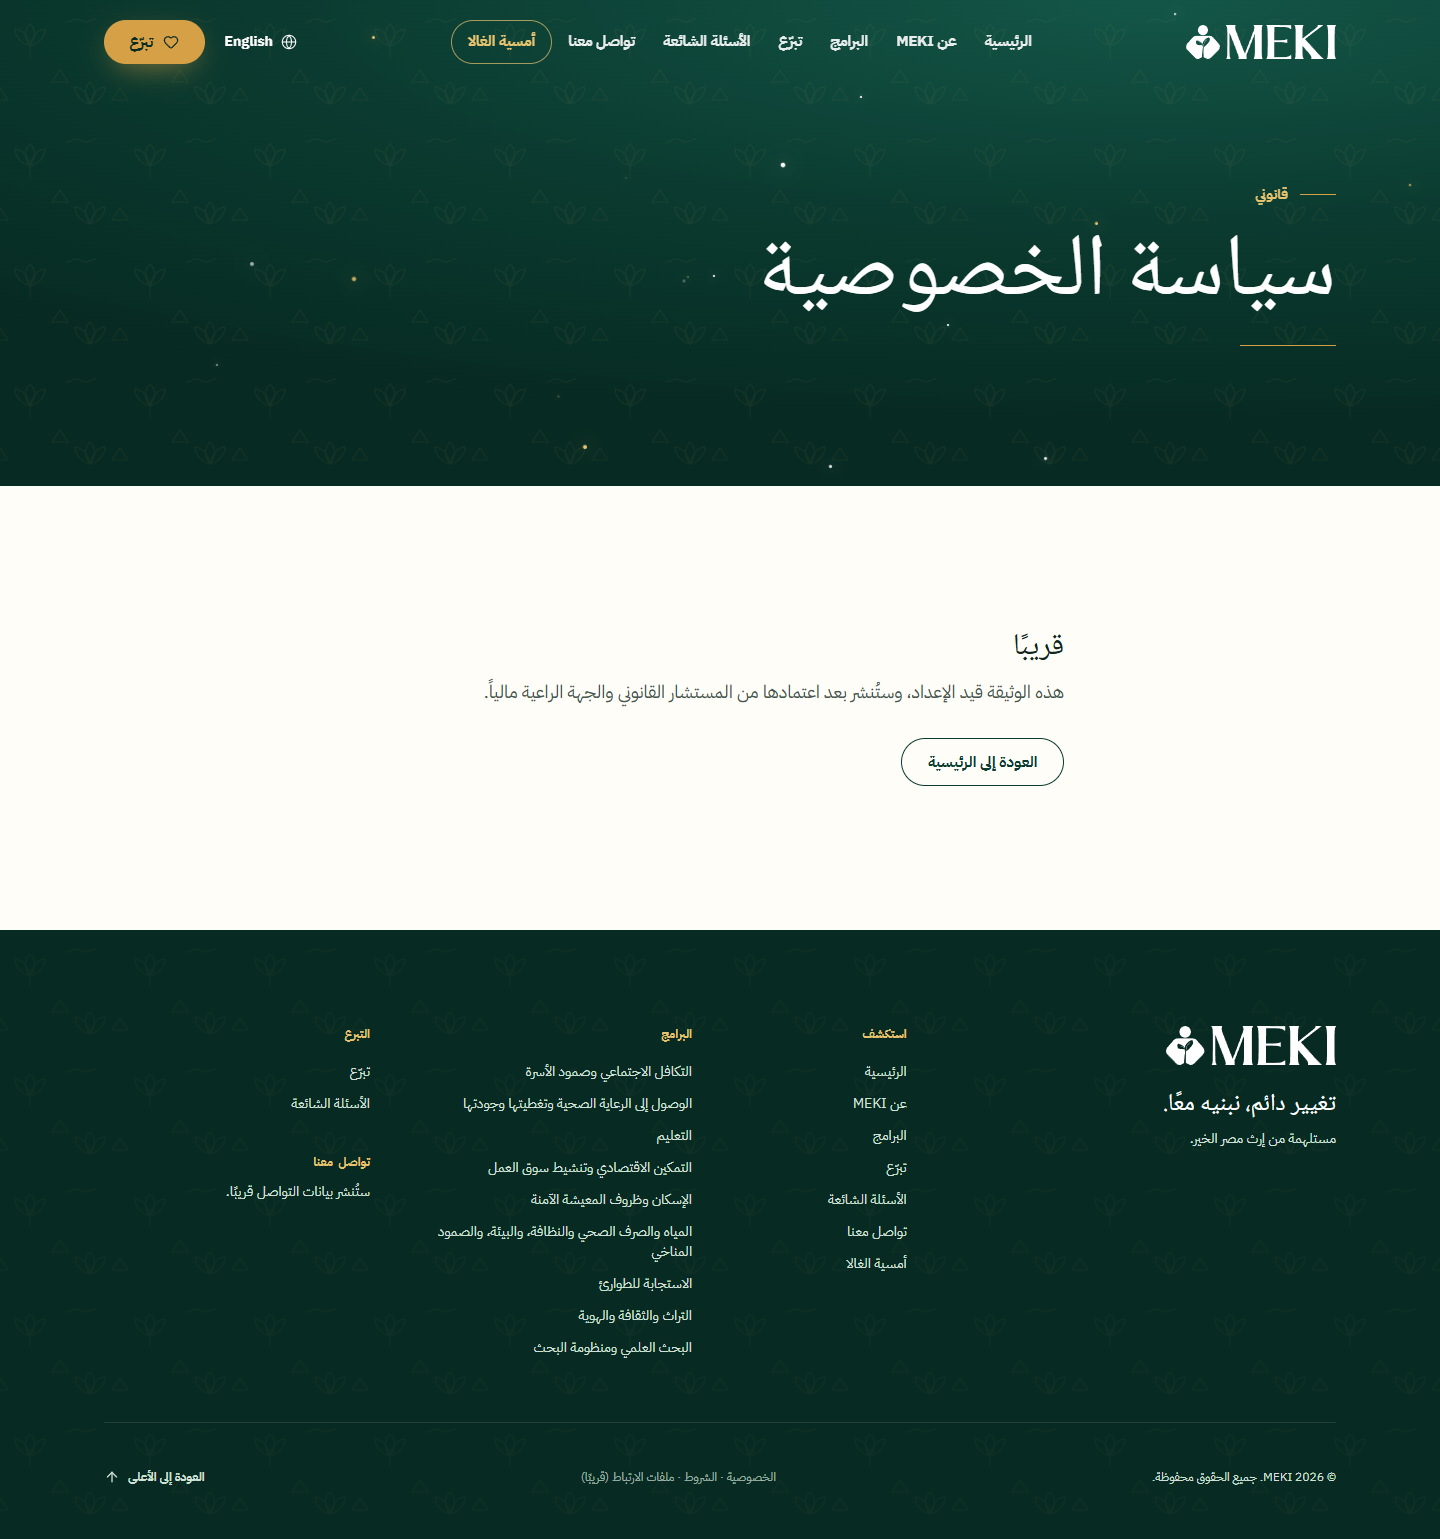 MEKI
الرئيسية
عن MEKI
البرامج
تبرّع
الأسئلة الشائعة
تواصل معنا
أمسية الغالا
English
تبرّع
قانوني
سياسة الخصوصية
قريبًا
هذه الوثيقة قيد الإعداد، وستُنشر بعد اعتمادها من المستشار القانوني والجهة الراعية مالياً.
العودة إلى الرئيسية
MEKI
تغيير دائم، نبنيه معًا.
مستلهمة من إرث مصر الخير.
استكشف
الرئيسية
عن MEKI
البرامج
تبرّع
الأسئلة الشائعة
تواصل معنا
أمسية الغالا
البرامج
التكافل الاجتماعي وصمود الأسرة
الوصول إلى الرعاية الصحية وتغطيتها وجودتها
التعليم
التمكين الاقتصادي وتنشيط سوق العمل
الإسكان وظروف المعيشة الآمنة
المياه والصرف الصحي والنظافة، والبيئة، والصمود
المناخي
الاستجابة للطوارئ
التراث والثقافة والهوية
البحث العلمي ومنظومة البحث
التبرع
تبرّع
الأسئلة الشائعة
تواصل معنا
ستُنشر بيانات التواصل قريبًا.
© 2026 MEKI. جميع الحقوق محفوظة.
الخصوصية · الشروط · ملفات الارتباط (قريبًا)
العودة إلى الأعلى